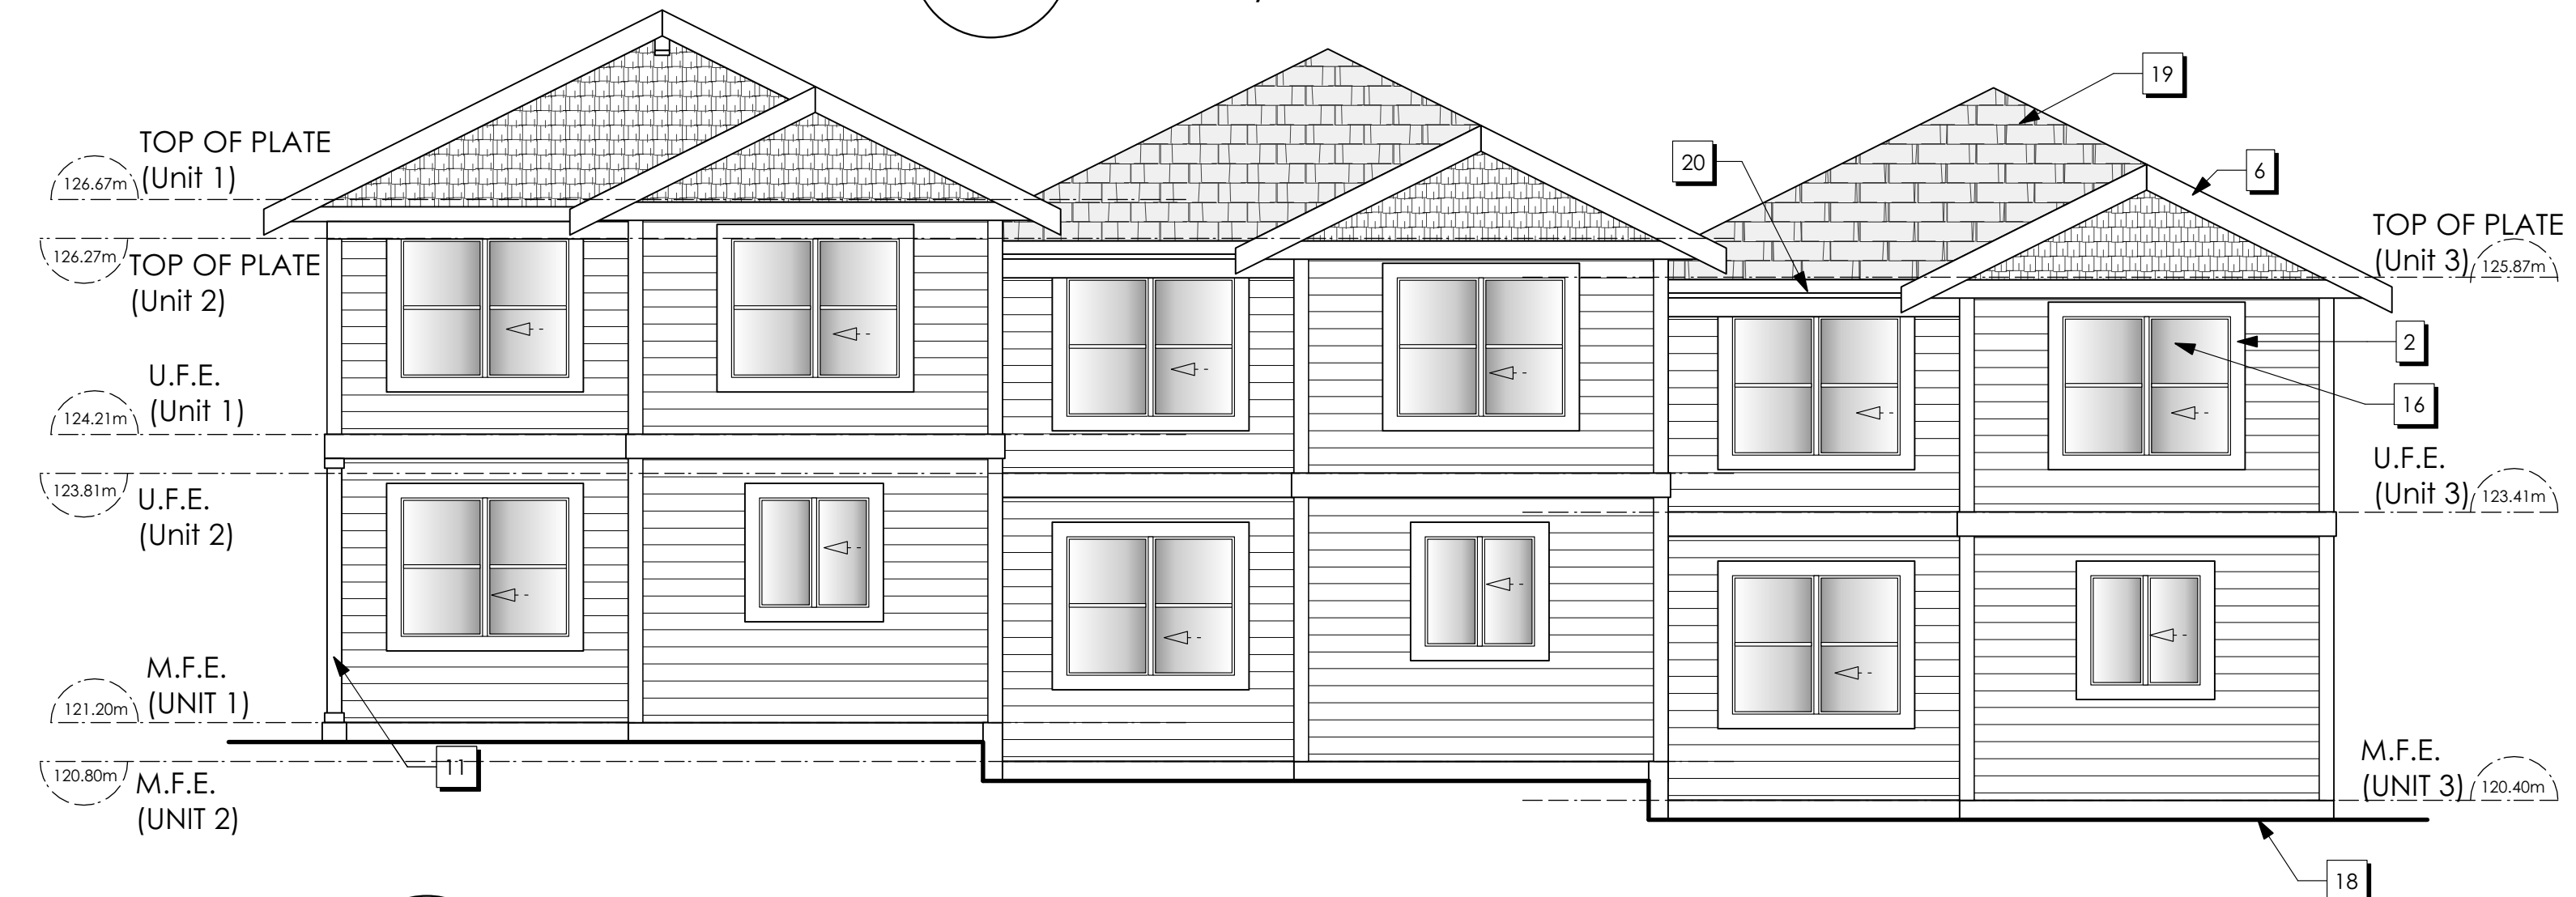 19
TOP OF PLATE
(Unit 1)
126.67m
20
6
TOP OF PLATE
(Unit 3)
125.87m
126.27m
TOP OF PLATE
(Unit 2)
2
U.F.E.
(Unit 1)
124.21m
16
U.F.E.
(Unit 3)
123.41m
123.81m
U.F.E.
(Unit 2)
M.F.E.
(UNIT 1)
121.20m
11
120.80m
M.F.E.
(UNIT 2)
M.F.E.
(UNIT 3)
120.40m
18